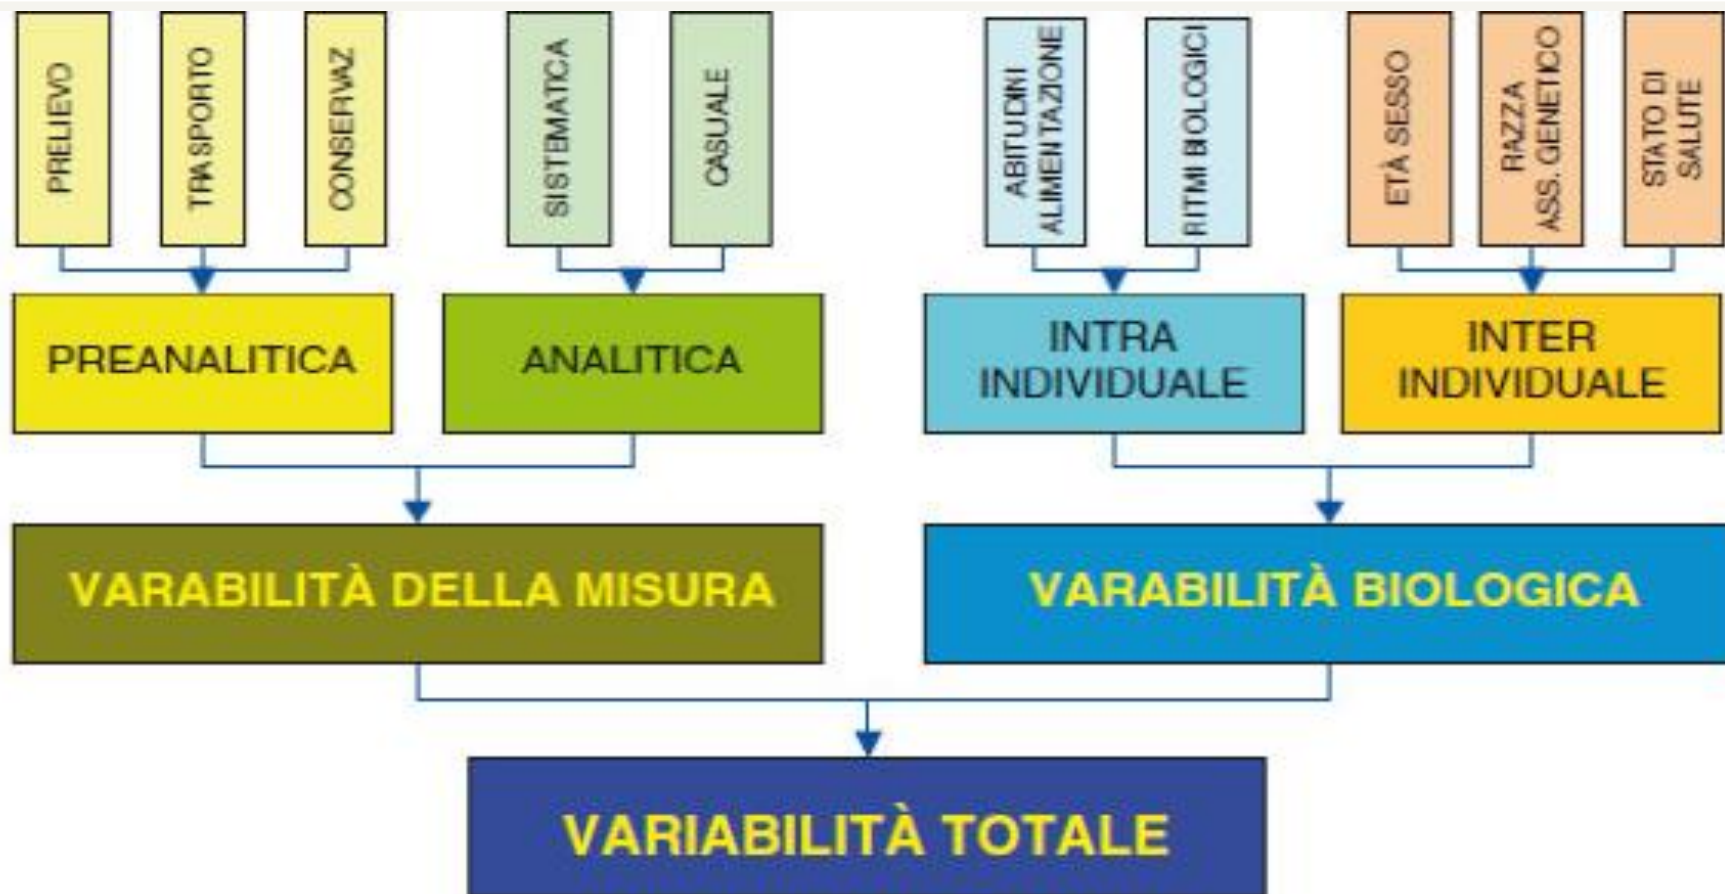 PRELIEVO
TRASPORTO
CONSERVAZ
SISTEMATICA
CASUALE
ABITUDINI
ALIMENTAZIONE
RITMI BIOLOGICI
ETÀ SESSO
RAZZA
ASS. GENETICO
STATO DI
SALUTE
PREANALITICA
ANALITICA
INTRA
INDIVIDUALE
INTER
INDIVIDUALE
VARABILITÀ DELLA MISURA
VARABILITÀ BIOLOGICA
VARIABILITÀ TOTALE